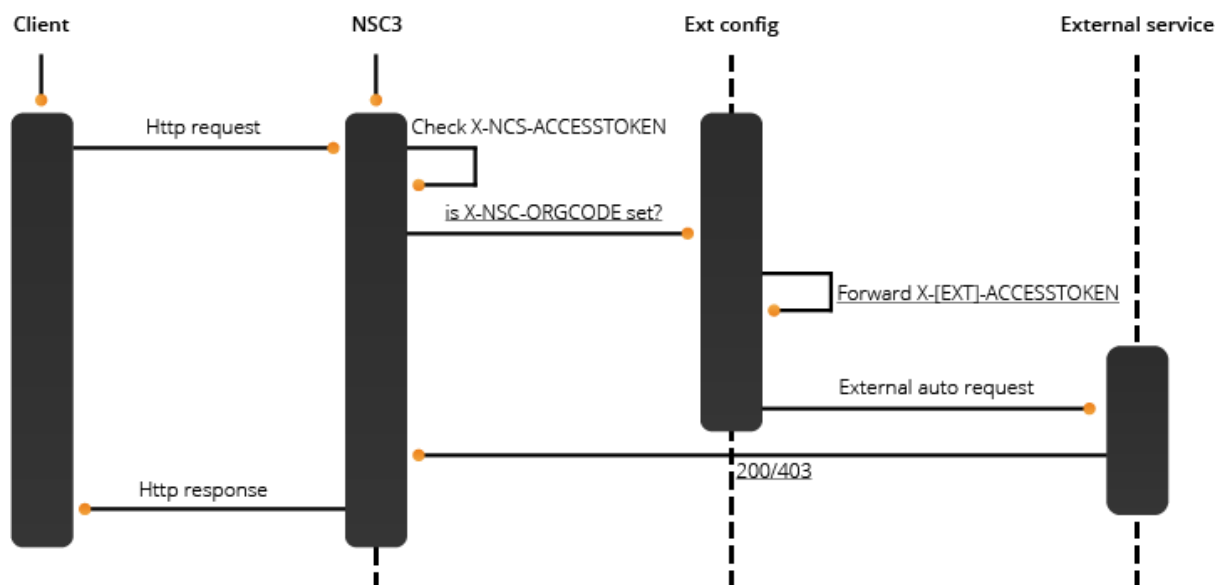 Client
NSC3
Ext config
External service
Http request
Check X-NCS-ACCESSTOKEN
is X-NSC-ORGCODE set?
Forward X-[EXT]-ACCESSTOKEN
External auto request
200/403
Http response